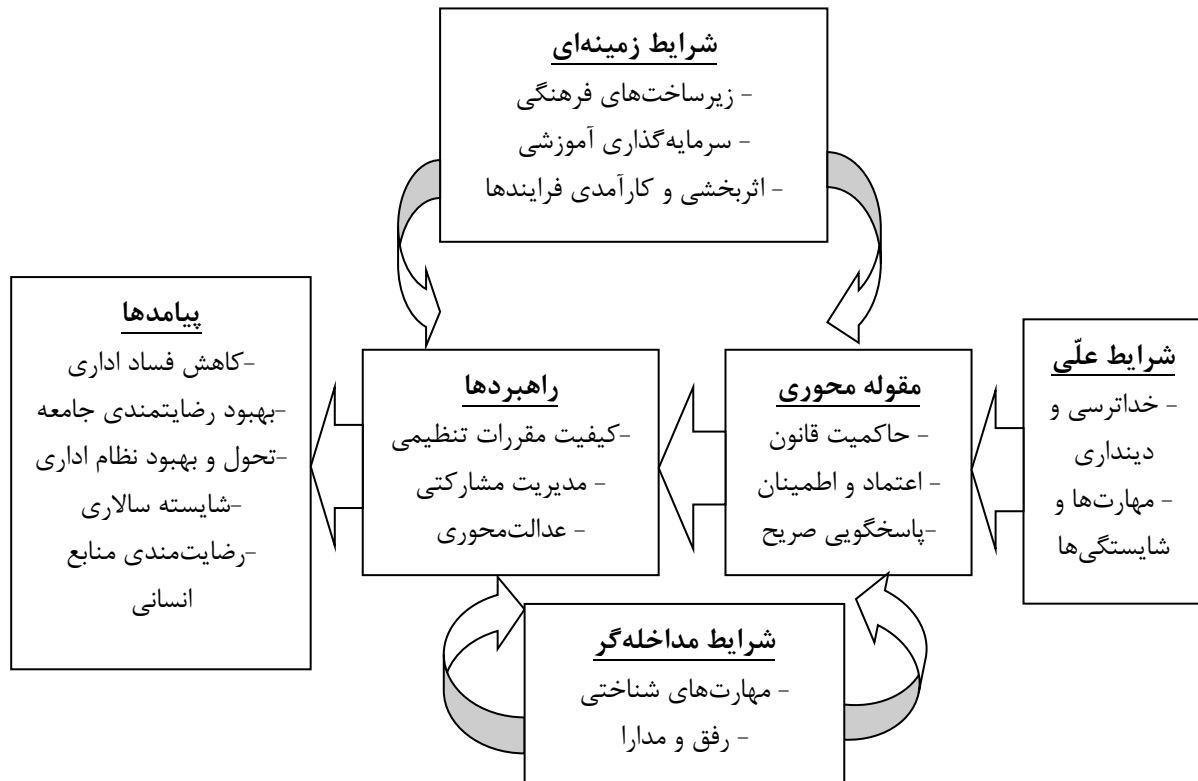 شرایط زمینه‌ای
- زیرساخت‌های فرهنگی
- سرمایه‌گذاری آموزشی
- اثربخشی و کارآمدی فرایندها
شرایط علّی
- خداترسی و
دینداری
- مهارت‌ها و
شایستگی‌ها
مقوله محوری
- حاکمیت قانون
- اعتماد و اطمینان
-پاسخگویی صریح
راهبردها
-کیفیت مقررات تنظیمی
- مدیریت مشارکتی
- عدالت‌محوری
پیامدها
-کاهش فساد اداری
-بهبود رضایتمندی جامعه
-تحول و بهبود نظام اداری
-شایسته سالاری
-رضایت‌مندی منابع
انسانی
شرایط مداخله‌گر
- مهارت‌های شناختی
- رفق و مدارا